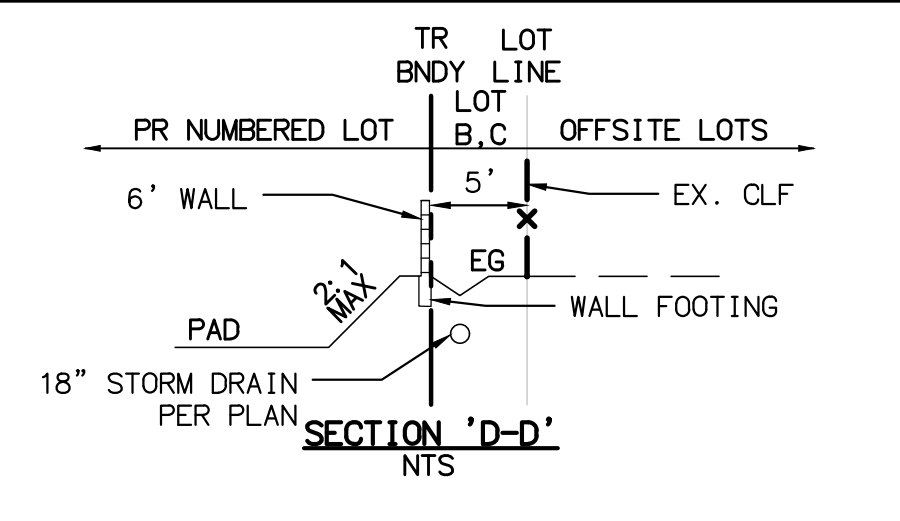 TR
BNDY
LOT
LINE
LOT
B,C
PR NUMBERED LOT
OFFSITE LOTS
5'
6' WALL
EX. CLF
EG
2:1
MAX
WALL FOOTING
PAD
18" STORM DRAIN
PER PLAN
SECTION 'D-D'
NTS